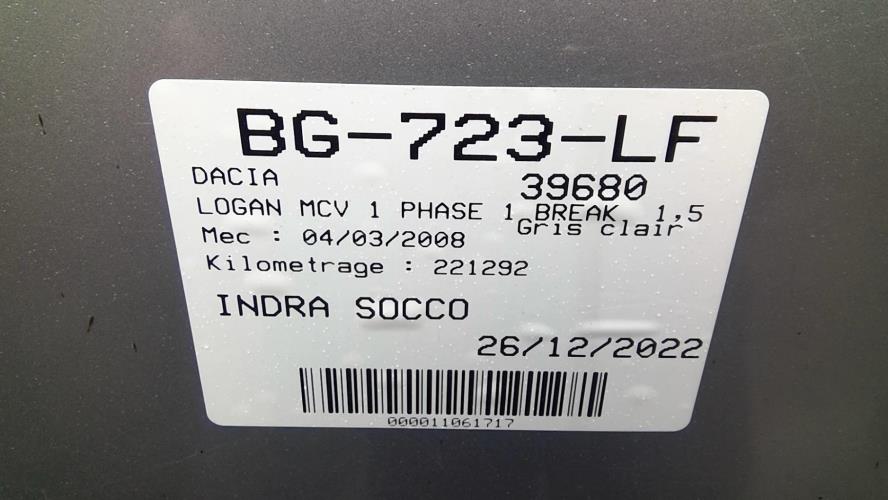 BG-723-LF
DACIA 39680
LOGAN MCV 1 PHASE 1 BREAK 1,5
Gris clair
Mec : 04/03/2008
Kilometrage : 221292
INDRA SOCCO
26/12/2022
000011061717